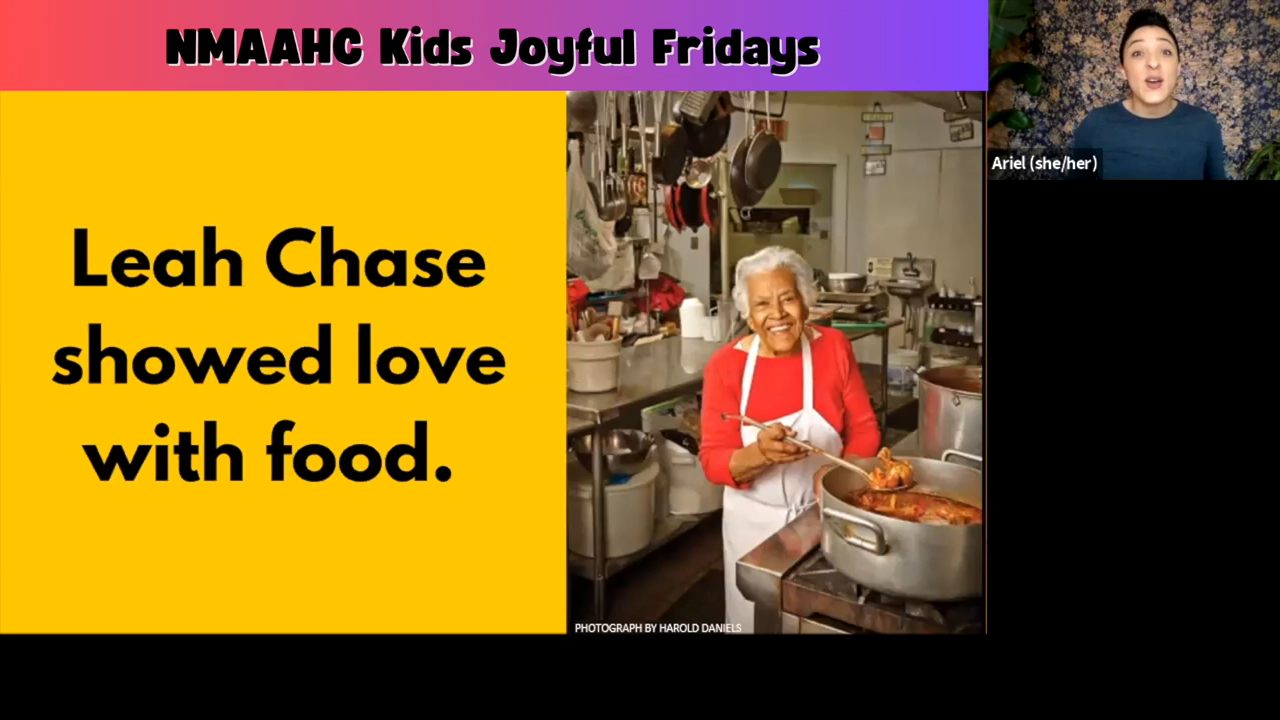 NMAAHC Kids Joyful Fridays
Ariel (she/her)
Leah Chase
showed love
with food.
PHOTOGRAPH BY HAROLD DANIELS